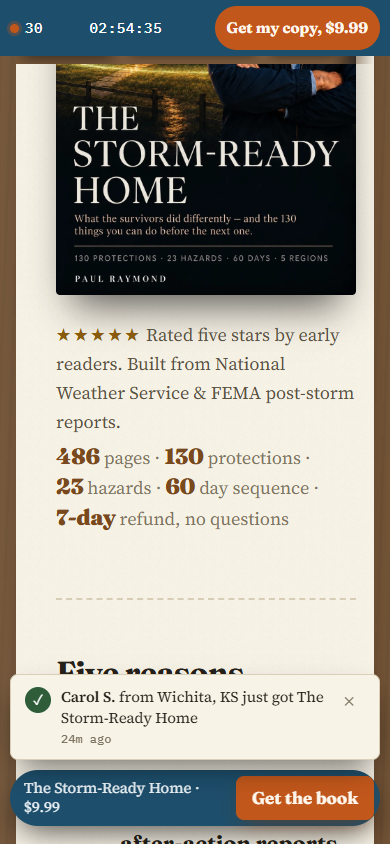 30 02:54:35 Get my copy, $9.99
THE
STORM-READY
HOME
What the survivors did differently — and the 130
things you can do before the next one.
130 PROTECTIONS · 23 HAZARDS · 60 DAYS · 5 REGIONS
PAUL RAYMOND
★★★★★ Rated five stars by early
readers. Built from National
Weather Service & FEMA post-storm
reports.
486 pages · 130 protections ·
23 hazards · 60 day sequence ·
7-day refund, no questions
Five reasons
Carol S. from Wichita, KS just got The
Storm-Ready Home
24m ago
The Storm-Ready Home ·
$9.99
Get the book
after-action reports